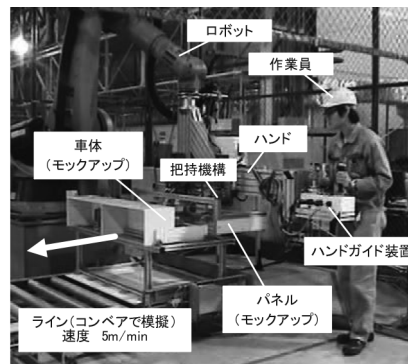 ロボット
作業員
ハンド
車体
(モックアップ)
把持機構
ハンドガイド装置
パネル
(モックアップ)
ライン(コンベアで模擬)
速度 5m/min